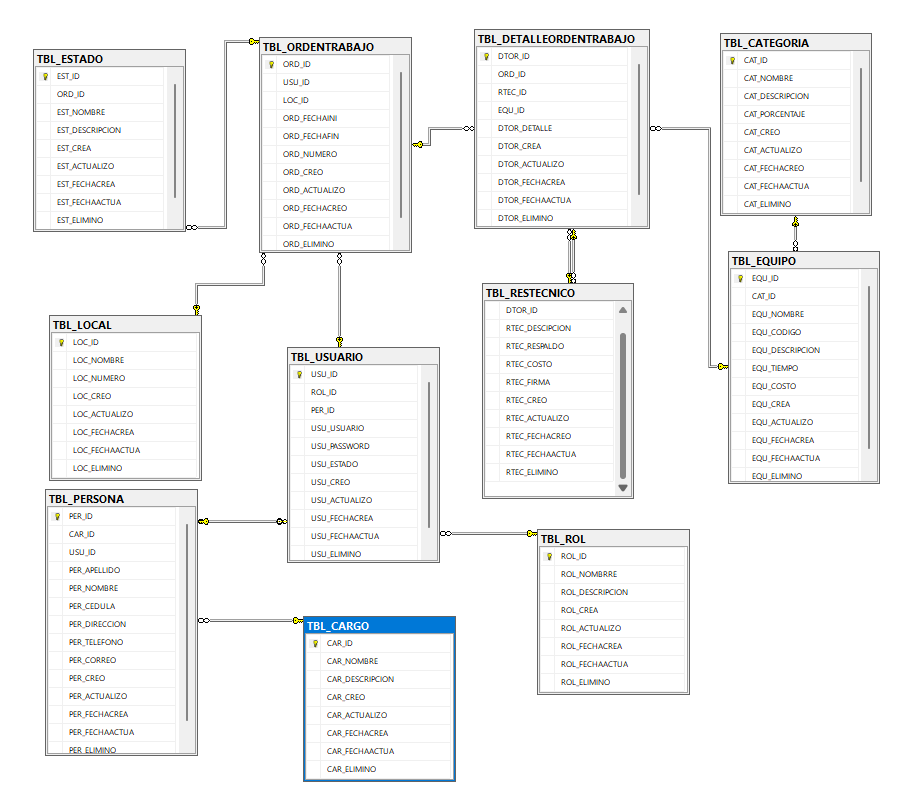 TBL_ESTADO
EST_ID
ORD_ID
EST_NOMBRE
EST_DESCRIPCION
EST_CREA
EST_ACTUALIZO
EST_FECHACREA
EST_FECHAACTUA
EST_ELIMINO
TBL_ORDENTRABAJO
ORD_ID
USU_ID
LOC_ID
ORD_FECHAINI
ORD_FECHAFIN
ORD_NUMERO
ORD_CREO
ORD_ACTUALIZO
ORD_FECHACREO
ORD_FECHAACTUA
ORD_ELIMINO
TBL_DETALLEORDENTRABAJO
DTOR_ID
ORD_ID
RTEC_ID
EQU_ID
DTOR_DETALLE
DTOR_CREA
DTOR_ACTUALIZO
DTOR_FECHACREA
DTOR_FECHAACTUA
DTOR_ELIMINO
TBL_CATEGORIA
CAT_ID
CAT_NOMBRE
CAT_DESCRIPCION
CAT_PORCENTAJE
CAT_CREO
CAT_ACTUALIZO
CAT_FECHACREO
CAT_FECHAACTUA
CAT_ELIMINO
TBL_LOCAL
LOC_ID
LOC_NOMBRE
LOC_NUMERO
LOC_CREO
LOC_ACTUALIZO
LOC_FECHACREA
LOC_FECHAACTUA
LOC_ELIMINO
TBL_USUARIO
USU_ID
ROL_ID
PER_ID
USU_USUARIO
USU_PASSWORD
USU_ESTADO
USU_CREO
USU_ACTUALIZO
USU_FECHACREA
USU_FECHAACTUA
USU_ELIMINO
TBL_RESTECNICO
DTOR_ID
RTEC_DESCIPCION
RTEC_RESPALDO
RTEC_COSTO
RTEC_FIRMA
RTEC_CREO
RTEC_ACTUALIZO
RTEC_FECHACREO
RTEC_FECHAACTUA
RTEC_ELIMINO
TBL_EQUIPO
EQU_ID
CAT_ID
EQU_NOMBRE
EQU_CODIGO
EQU_DESCRIPCION
EQU_TIEMPO
EQU_COSTO
EQU_CREA
EQU_ACTUALIZO
EQU_FECHACREA
EQU_FECHAACTUA
EQU_ELIMINO
TBL_PERSONA
PER_ID
CAR_ID
USU_ID
PER_APELLIDO
PER_NOMBRE
PER_CEDULA
PER_DIRECCION
PER_TELEFONO
PER_CORREO
PER_CREO
PER_ACTUALIZO
PER_FECHACREA
PER_FECHAACTUA
PER_ELIMINO
TBL_CARGO
CAR_ID
CAR_NOMBRE
CAR_DESCRIPCION
CAR_CREO
CAR_ACTUALIZO
CAR_FECHACREA
CAR_FECHAACTUA
CAR_ELIMINO
TBL_ROL
ROL_ID
ROL_NOMBRRE
ROL_DESCRIPCION
ROL_CREA
ROL_ACTUALIZO
ROL_FECHACREA
ROL_FECHAACTUA
ROL_ELIMINO